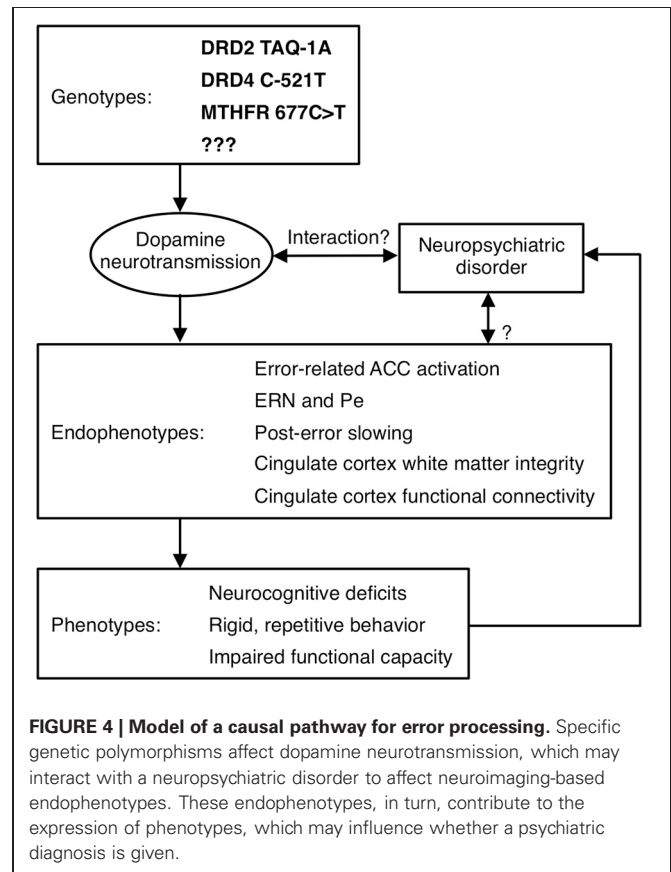 Genotypes:
DRD2 TAQ-1A
DRD4 C-521T
MTHFR 677C>T
???
Dopamine
neurotransmission
Interaction?
Neuropsychiatric
disorder
?
Endophenotypes:
Error-related ACC activation
ERN and Pe
Post-error slowing
Cingulate cortex white matter integrity
Cingulate cortex functional connectivity
Phenotypes:
Neurocognitive deficits
Rigid, repetitive behavior
Impaired functional capacity
FIGURE 4 | Model of a causal pathway for error processing. Specific
genetic polymorphisms affect dopamine neurotransmission, which may
interact with a neuropsychiatric disorder to affect neuroimaging-based
endophenotypes. These endophenotypes, in turn, contribute to the
expression of phenotypes, which may influence whether a psychiatric
diagnosis is given.